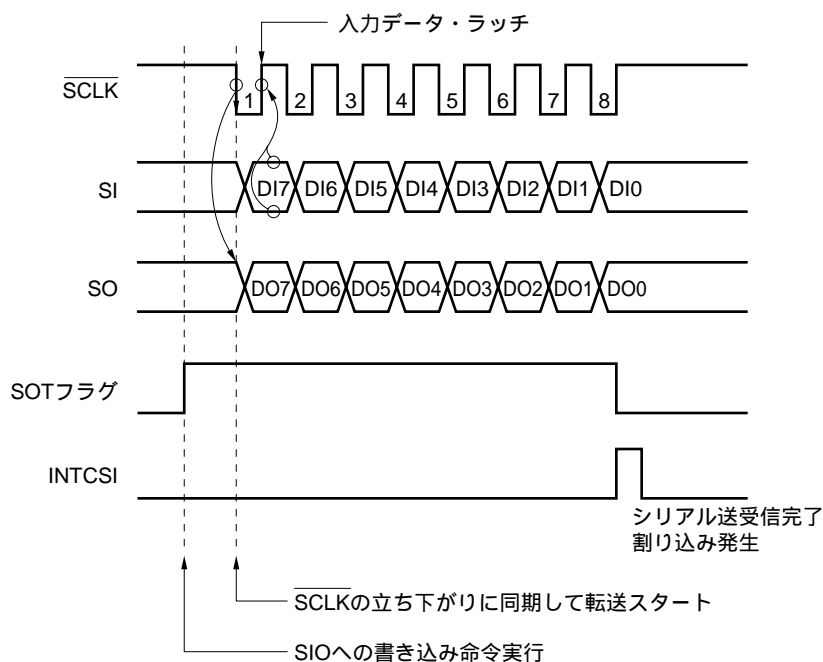 入力データ・ラッチ
SCLK
1 2 3 4 5 6 7 8
SI
DI7 DI6 DI5 DI4 DI3 DI2 DI1 DI0
SO
DO7 DO6 DO5 DO4 DO3 DO2 DO1 DO0
SOTフラグ
INTCSI
シリアル送受信完了
割り込み発生
SCLKの立ち下がりに同期して転送スタート
SIOへの書き込み命令実行